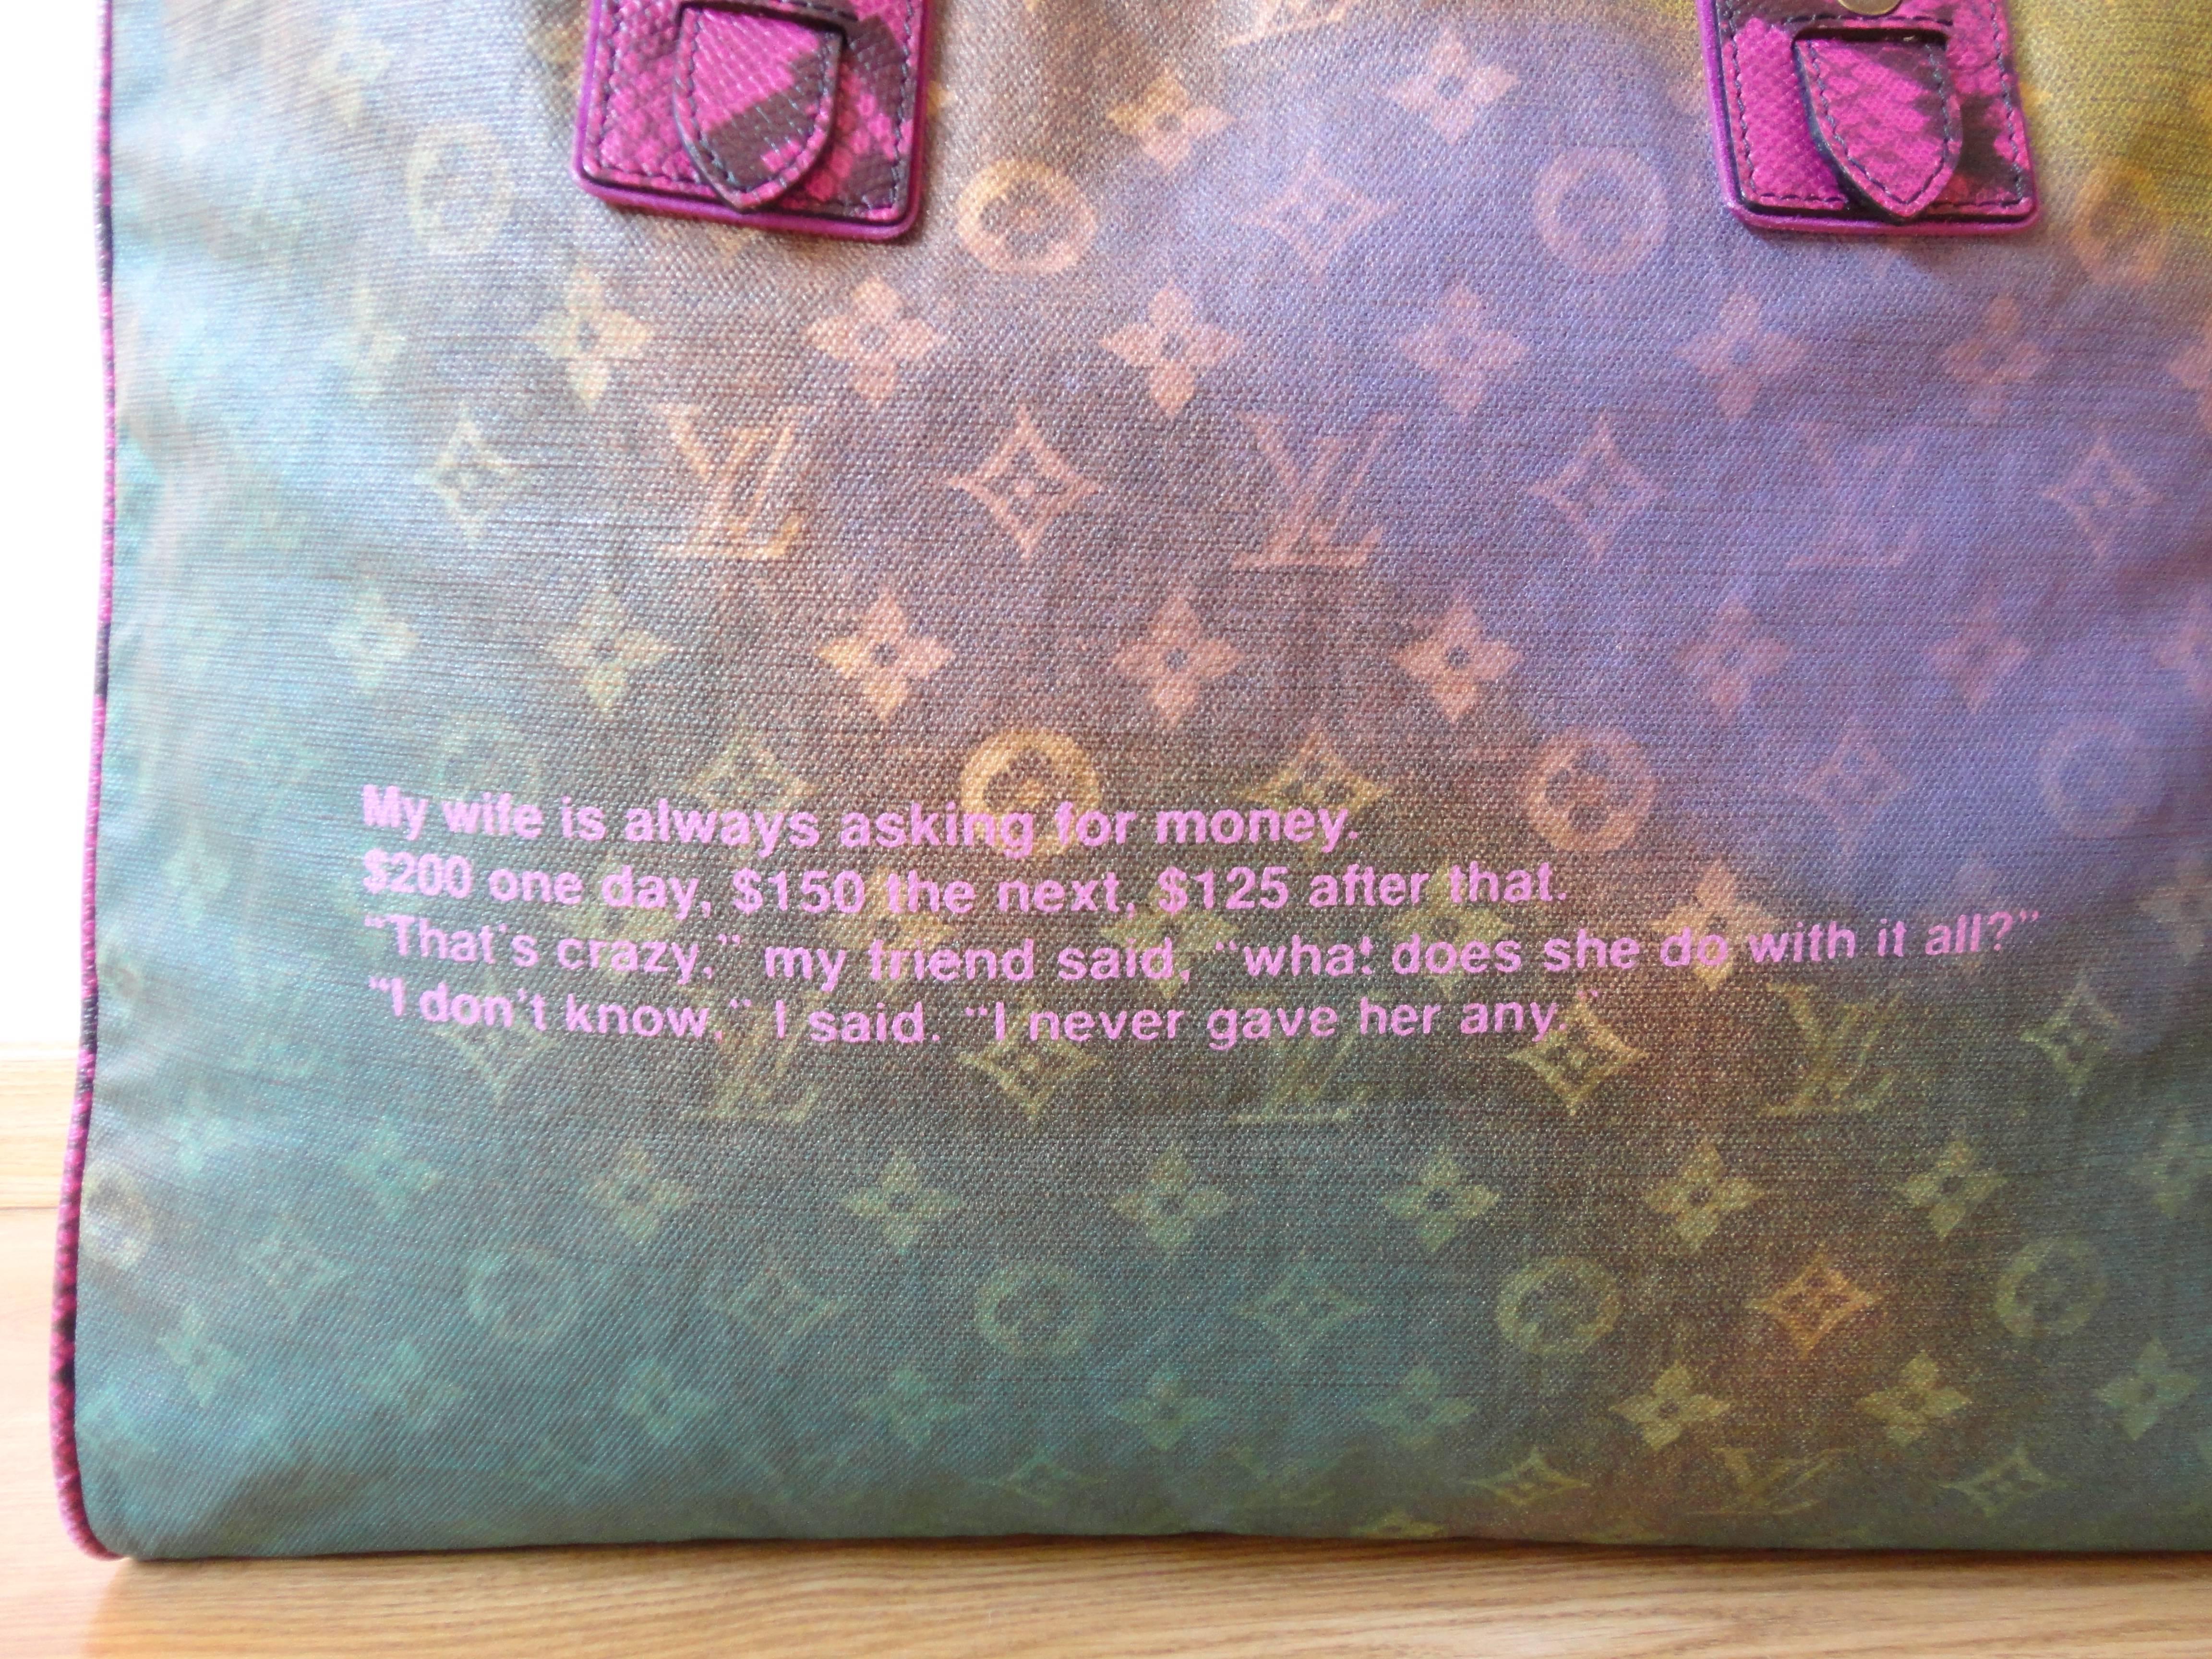 My wife is always asking for money.
$200 one day, $150 the next, $125 after that.
"That's crazy," my friend said, "what does she do with it all?"
"I don't know," I said. "I never gave her any."